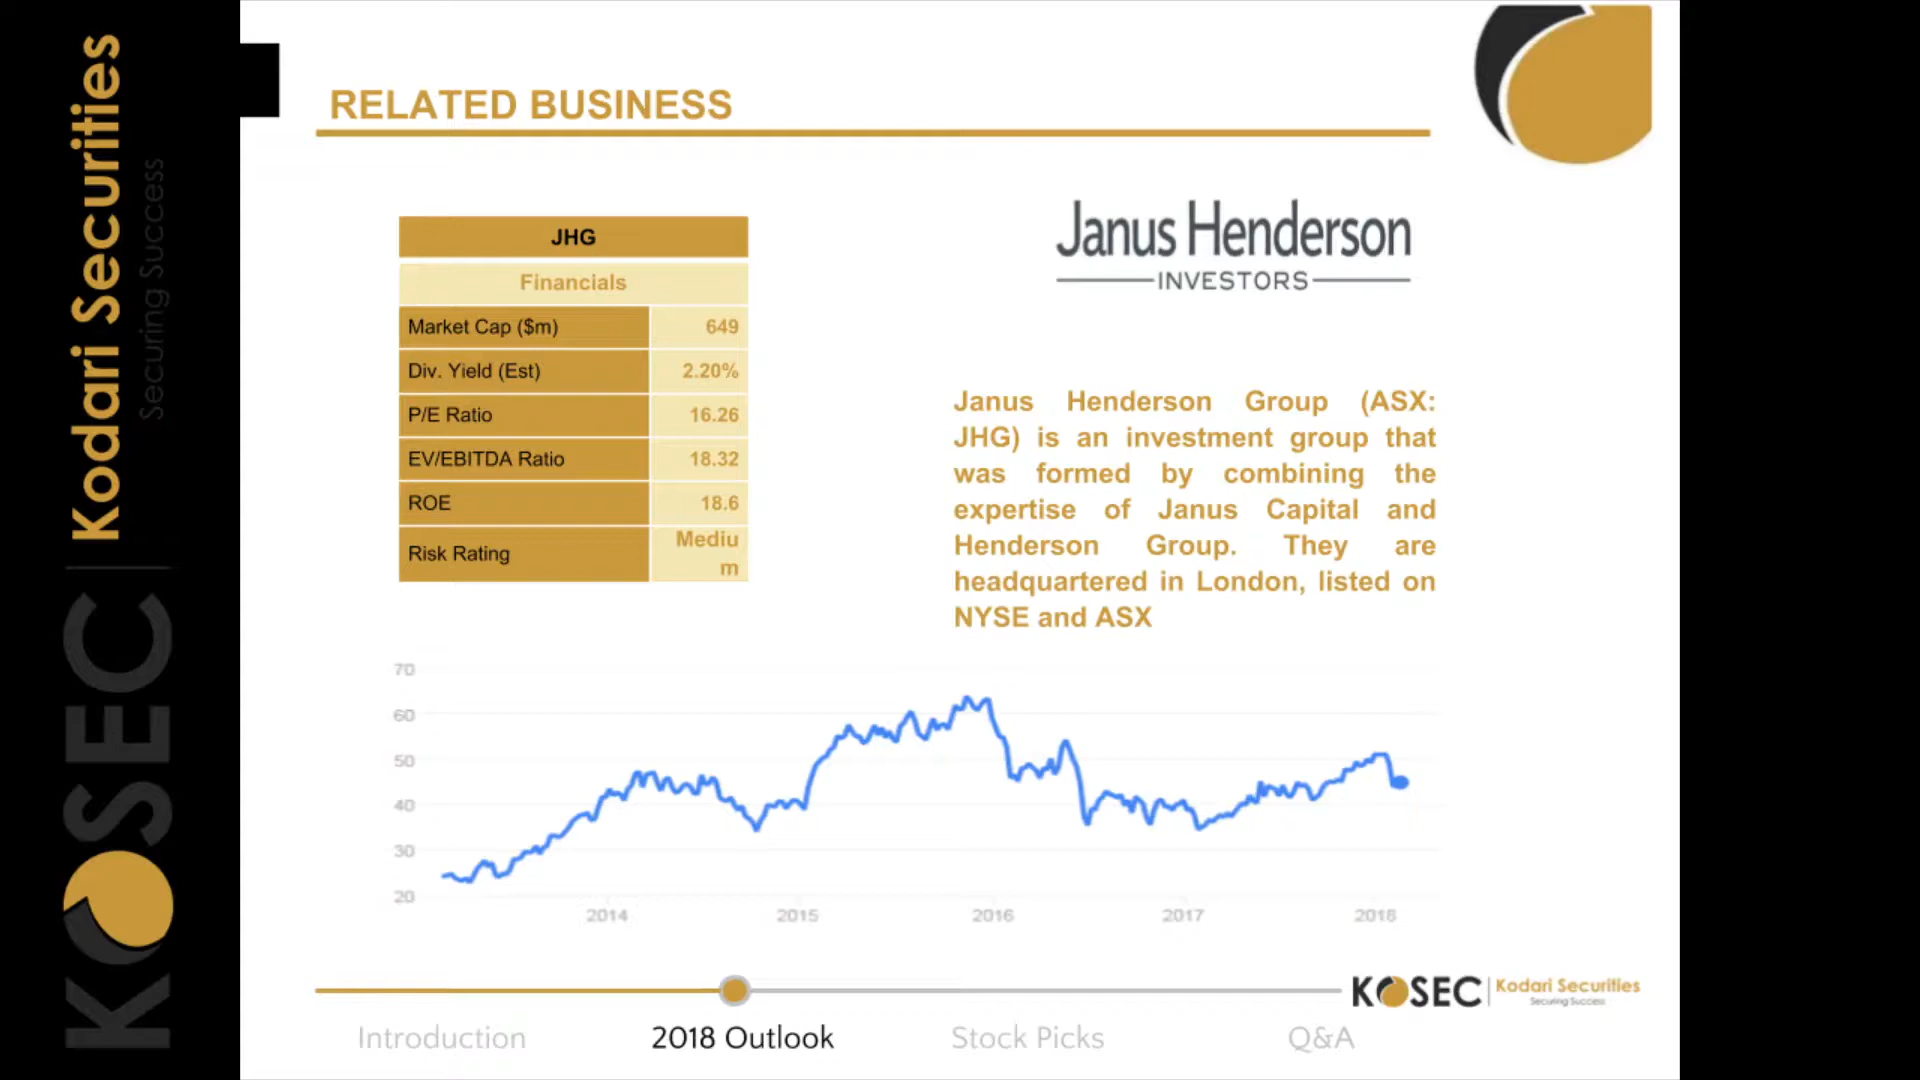 KOSEC | Kodari Securities
Securing Success
RELATED BUSINESS
JHG
Financials
Market Cap ($m) 649
Div. Yield (Est) 2.20%
P/E Ratio 16.26
EV/EBITDA Ratio 18.32
ROE 18.6
Risk Rating Mediu
m
Janus Henderson
INVESTORS
Janus Henderson Group (ASX:
JHG) is an investment group that
was formed by combining the
expertise of Janus Capital and
Henderson Group. They are
headquartered in London, listed on
NYSE and ASX
70
60
50
40
30
20
2014 2015 2016 2017 2018
KOSEC | Kodari Securities
Securing Success
Introduction 2018 Outlook Stock Picks Q&A